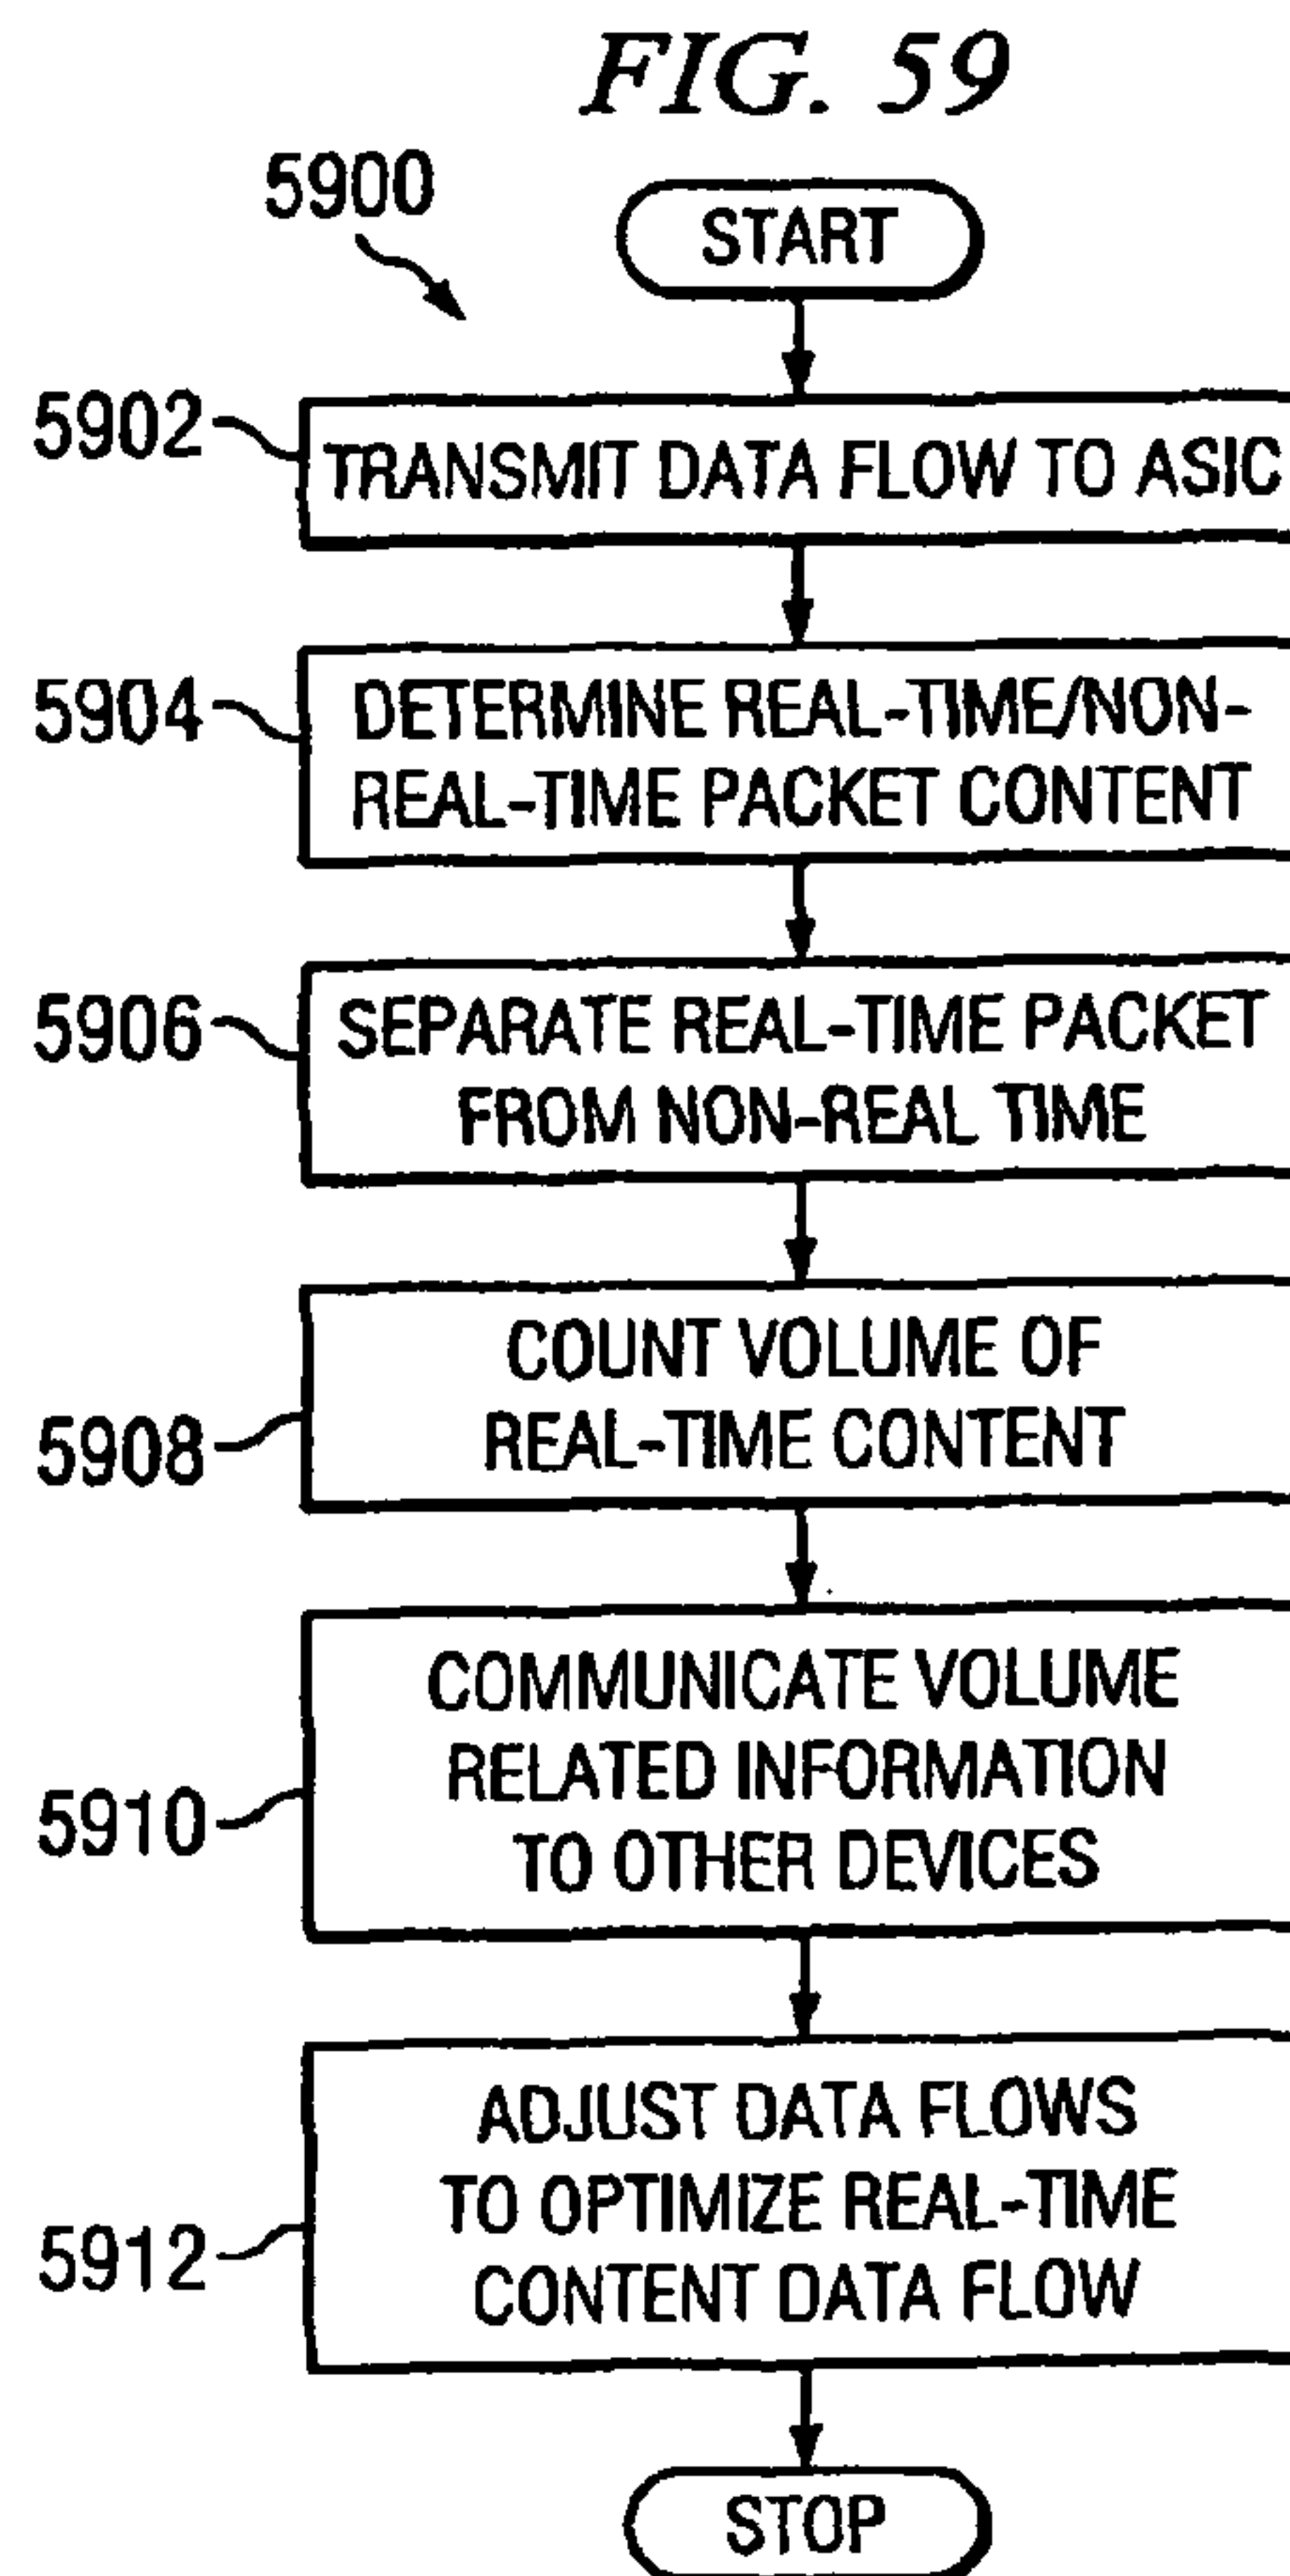 FIG. 59
5900
START
5902
TRANSMIT DATA FLOW TO ASIC
5904
DETERMINE REAL-TIME/NON-
REAL-TIME PACKET CONTENT
5906
SEPARATE REAL-TIME PACKET
FROM NON-REAL TIME
5908
COUNT VOLUME OF
REAL-TIME CONTENT
5910
COMMUNICATE VOLUME
RELATED INFORMATION
TO OTHER DEVICES
5912
ADJUST DATA FLOWS
TO OPTIMIZE REAL-TIME
CONTENT DATA FLOW
STOP